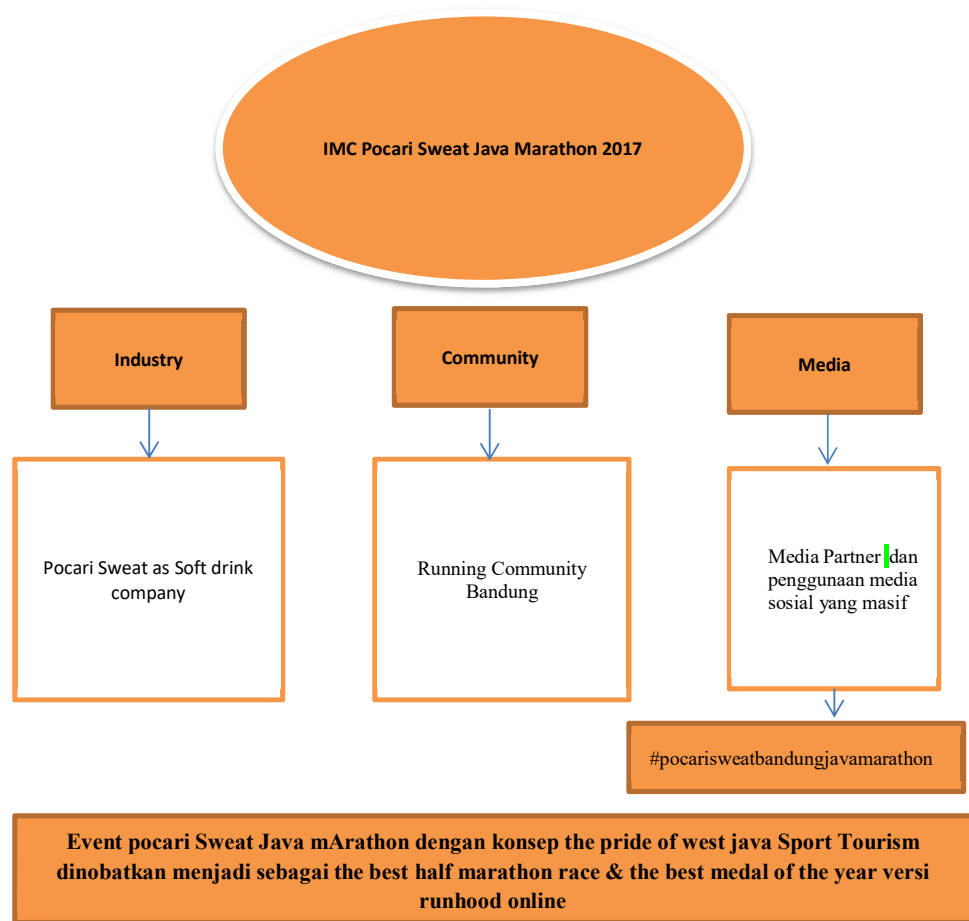 IMC Pocari Sweat Java Marathon 2017
Industry
Community
Media
Pocari Sweat as Soft drink
company
Running Community
Bandung
Media Partner dan
penggunaan media
sosial yang masif
#pocarisweatbandungjavamarathon
Event pocari Sweat Java mArathon dengan konsep the pride of west java Sport Tourism
dinobatkan menjadi sebagai the best half marathon race & the best medal of the year versi
runhood online